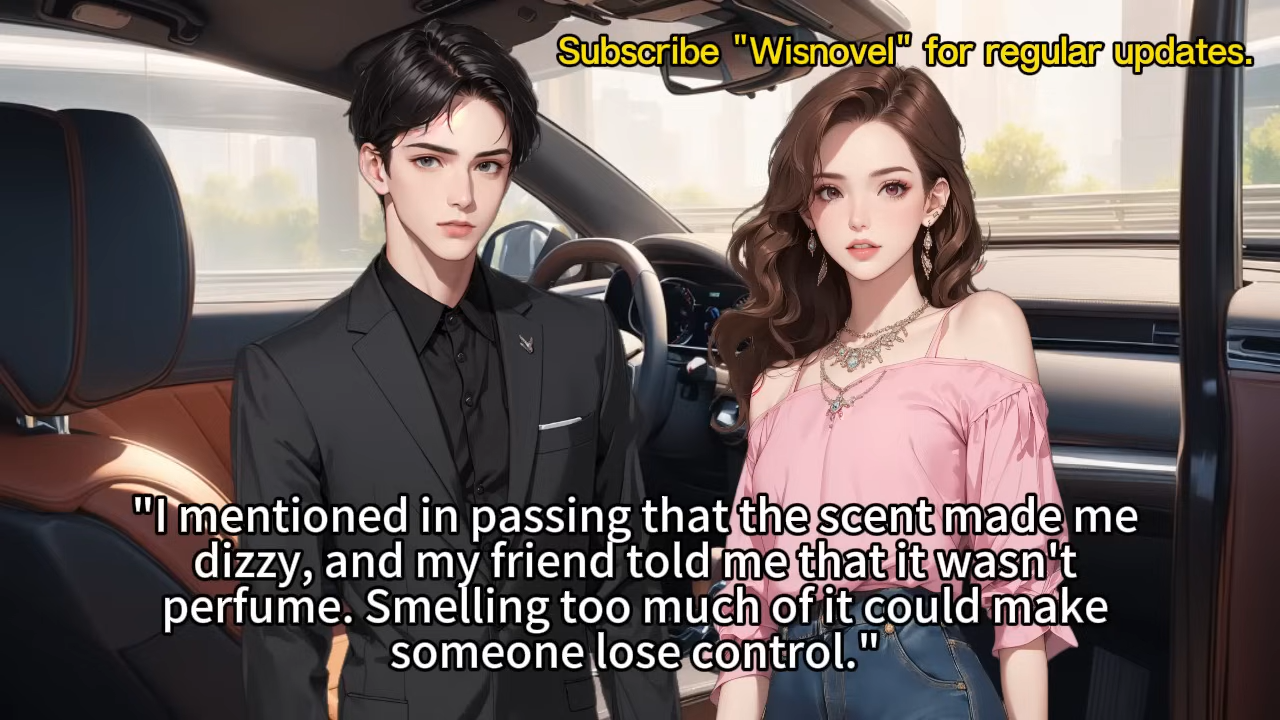 Subscribe "Wisnovel" for regular updates.
"I mentioned in passing that the scent made me
dizzy, and my friend told me that it wasn't
perfume. Smelling too much of it could make
someone lose control."